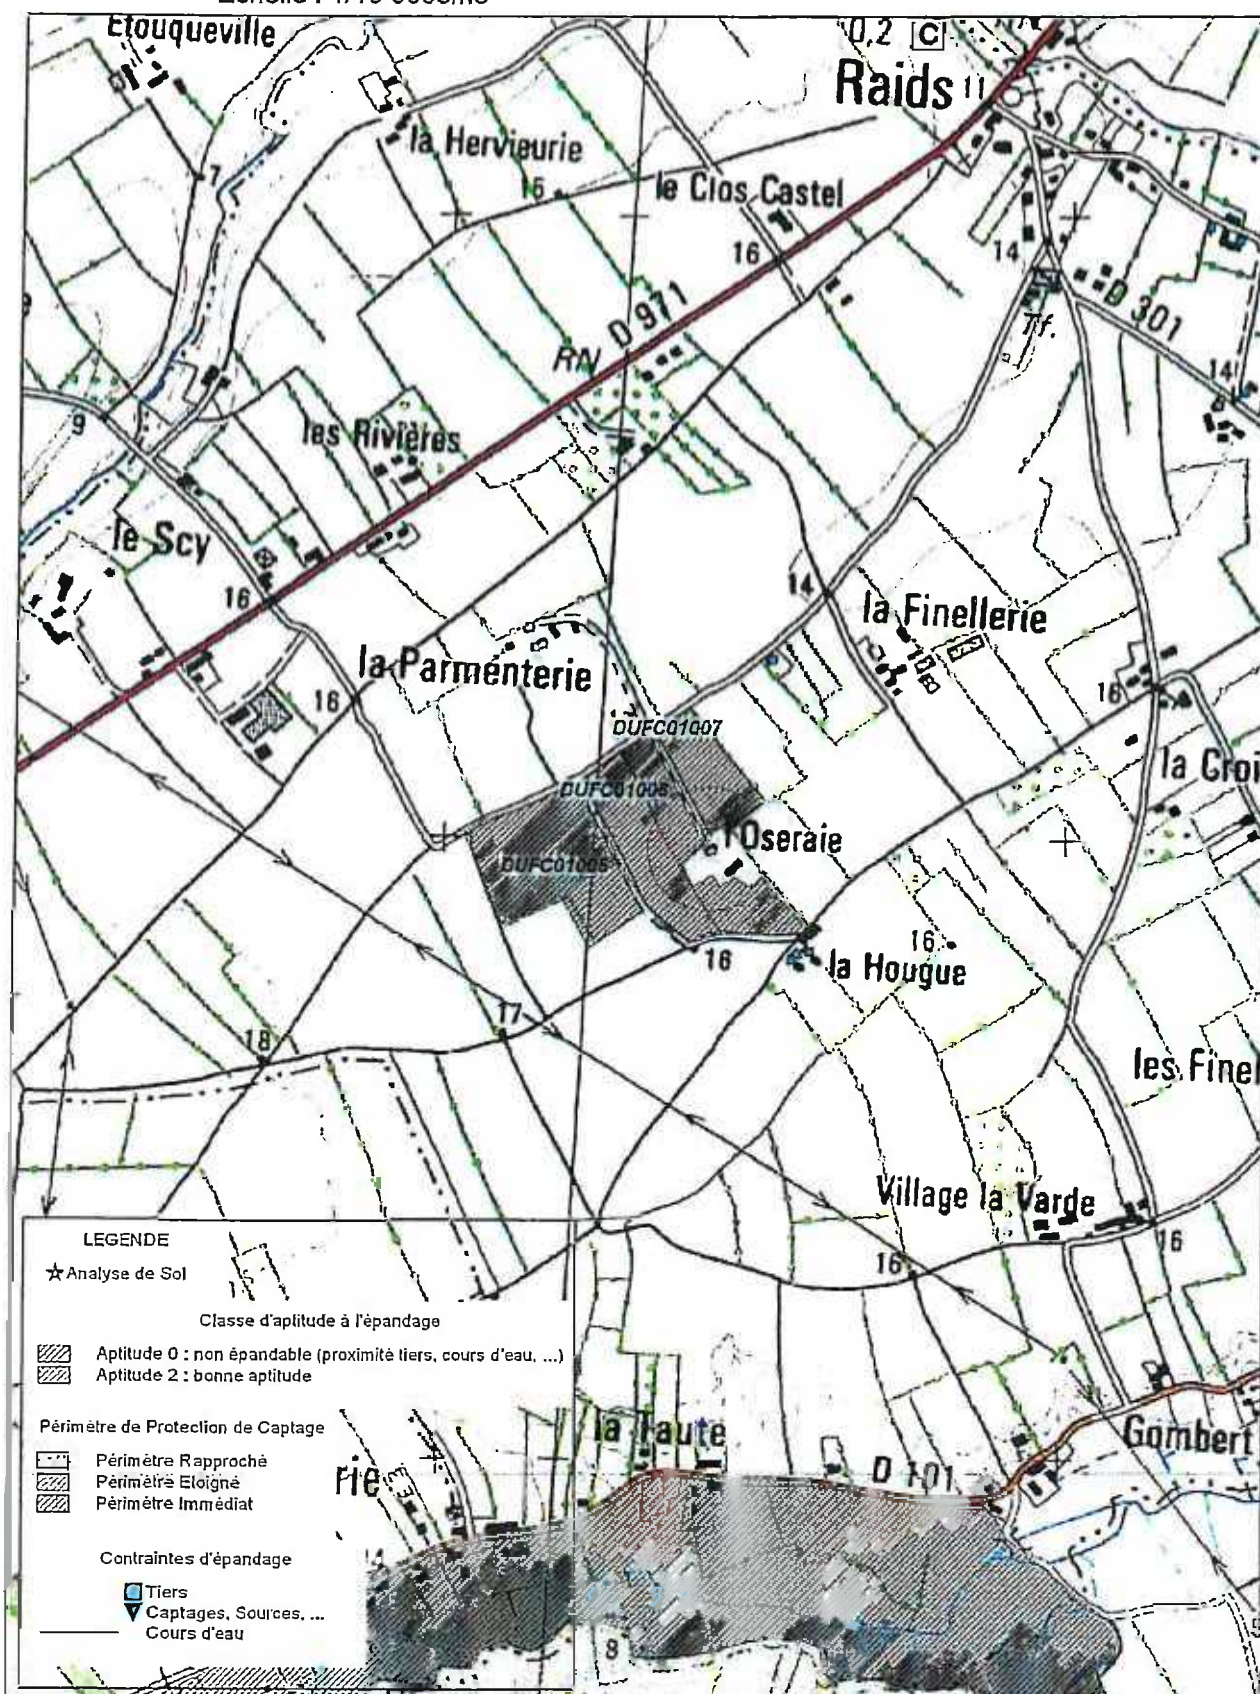 Etouqueville
0,2 C
Raids 11
la Hervieurie
7
15
le Clos Castel
16
14
D 971
D 301
RN
Tf.
14
9
les Rivières
le Scy
14
16
la Finellerie
la Parmenterie
16
16
DUFC01007
la Croi
DUFC01006
l'Oseraie
DUFC01005
16
16
la Hougue
17
18
les Finel
Village la Varde
16
16
LEGENDE
Analyse de Sol
Classe d'aptitude à l'épandage
Aptitude 0 : non épandable (proximité tiers, cours d'eau, ...)
Aptitude 2 : bonne aptitude
Périmètre de Protection de Captage
Périmètre Rapproché
Périmètre Eloigné
Périmètre Immédiat
Contraintes d'épandage
Tiers
Captages, Sources, ...
Cours d'eau
la Taute
Gombert
rie
D 101
8